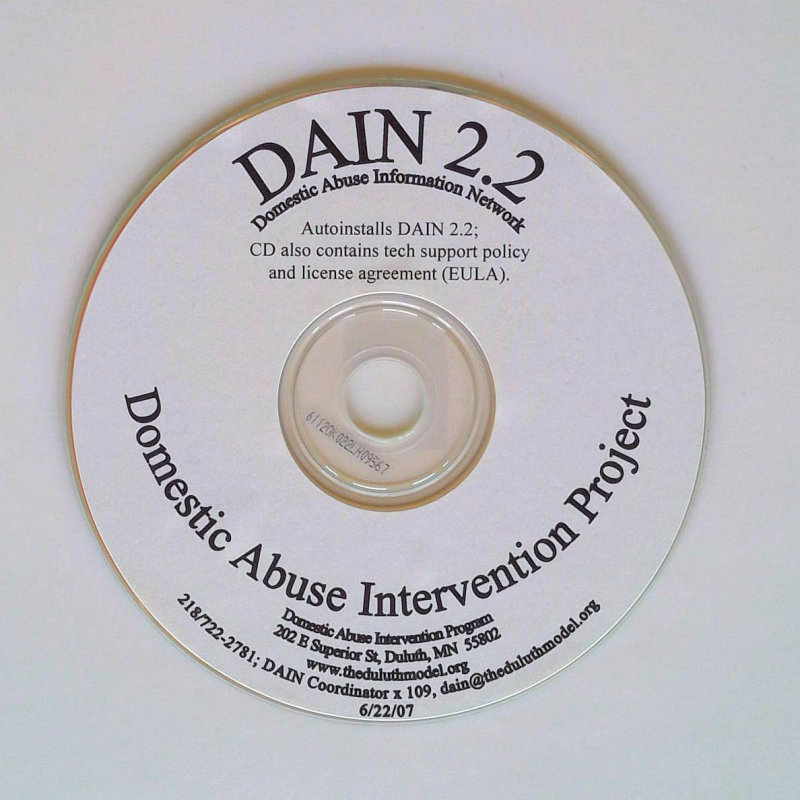 DAIN 2.2
Domestic Abuse Information Network
Autoinstalls DAIN 2.2;
CD also contains tech support policy
and license agreement (EULA).
6112OK022LH09567
Domestic Abuse Intervention Project
Domestic Abuse Intervention Program
202 E Superior St, Duluth, MN 55802
www.theduluthmodel.org
218/722-2781; DAIN Coordinator x 109, dain@theduluthmodel.org
6/22/07